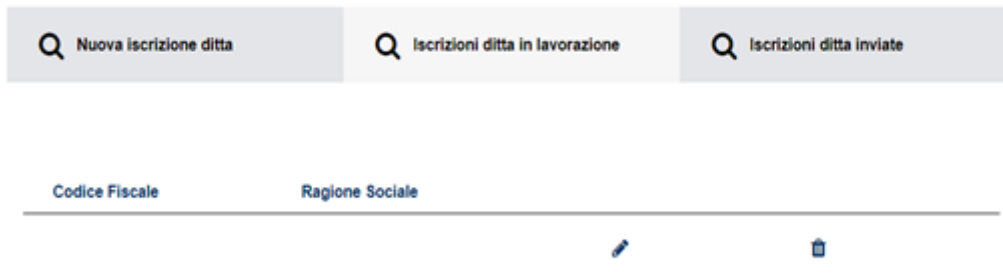 Nuova iscrizione ditta
Iscrizioni ditta in lavorazione
Iscrizioni ditta inviate
Codice Fiscale
Ragione Sociale